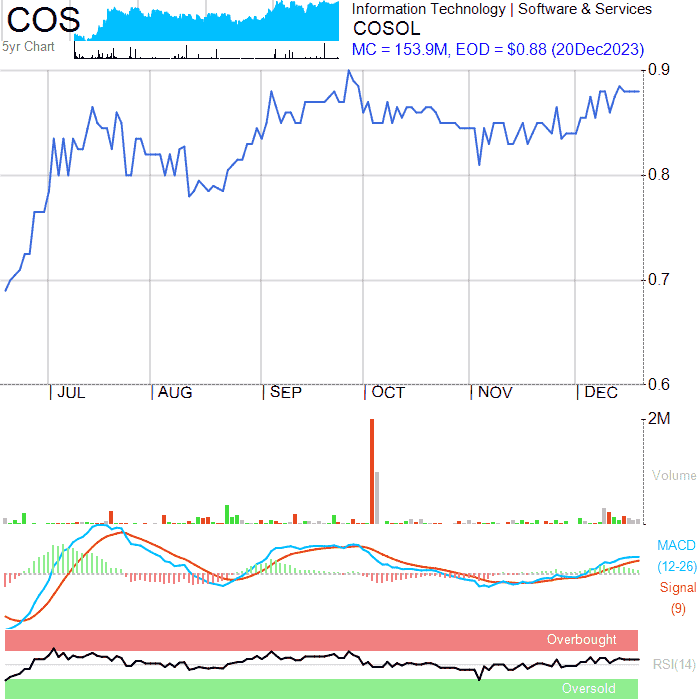 COS
5yr Chart
Information Technology | Software & Services
COSOL
MC = 153.9M, EOD = $0.88 (20Dec2023)
0.9
0.8
0.7
0.6
JUL AUG SEP OCT NOV DEC
2M
Volume
MACD
(12-26)
Signal
(9)
Overbought
RSI(14)
Oversold